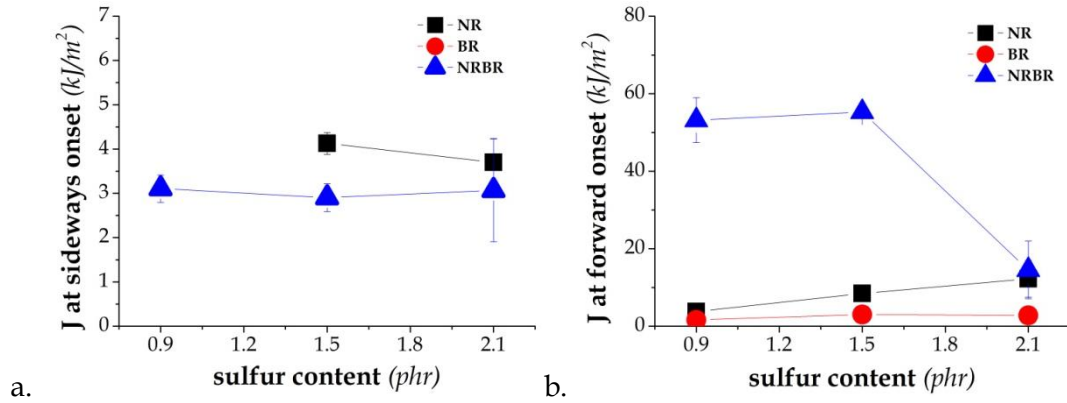 7
6
5
4
3
2
1
0
J at sideways onset (kJ/m²)
NR
BR
NRBR
0.9 1.2 1.5 1.8 2.1
sulfur content (phr)
a.
80
60
40
20
0
J at forward onset (kJ/m²)
NR
BR
NRBR
0.9 1.2 1.5 1.8 2.1
sulfur content (phr)
b.